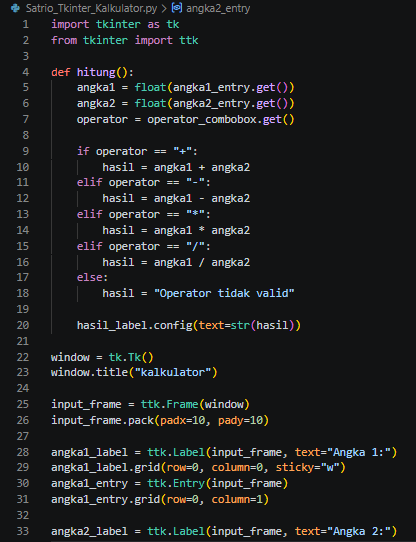 Satrio_Tkinter_Kalkulator.py > angka2_entry
1 import tkinter as tk
2 from tkinter import ttk
3
4 def hitung():
5     angka1 = float(angka1_entry.get())
6     angka2 = float(angka2_entry.get())
7     operator = operator_combobox.get()
8
9     if operator == "+":
10         hasil = angka1 + angka2
11     elif operator == "-":
12         hasil = angka1 - angka2
13     elif operator == "*":
14         hasil = angka1 * angka2
15     elif operator == "/":
16         hasil = angka1 / angka2
17     else:
18         hasil = "Operator tidak valid"
19
20     hasil_label.config(text=str(hasil))
21
22 window = tk.Tk()
23 window.title("kalkulator")
24
25 input_frame = ttk.Frame(window)
26 input_frame.pack(padx=10, pady=10)
27
28 angka1_label = ttk.Label(input_frame, text="Angka 1:")
29 angka1_label.grid(row=0, column=0, sticky="w")
30 angka1_entry = ttk.Entry(input_frame)
31 angka1_entry.grid(row=0, column=1)
32
33 angka2_label = ttk.Label(input_frame, text="Angka 2:")